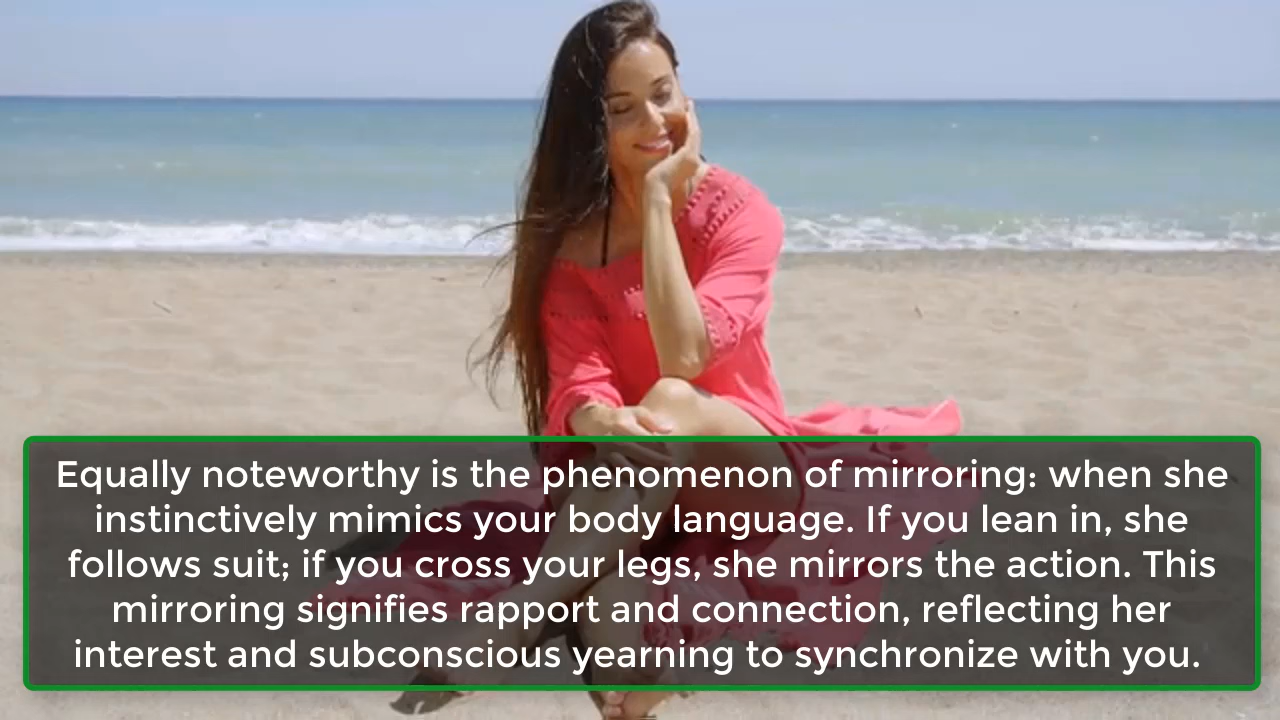 Equally noteworthy is the phenomenon of mirroring: when she
instinctively mimics your body language. If you lean in, she
follows suit; if you cross your legs, she mirrors the action. This
mirroring signifies rapport and connection, reflecting her
interest and subconscious yearning to synchronize with you.